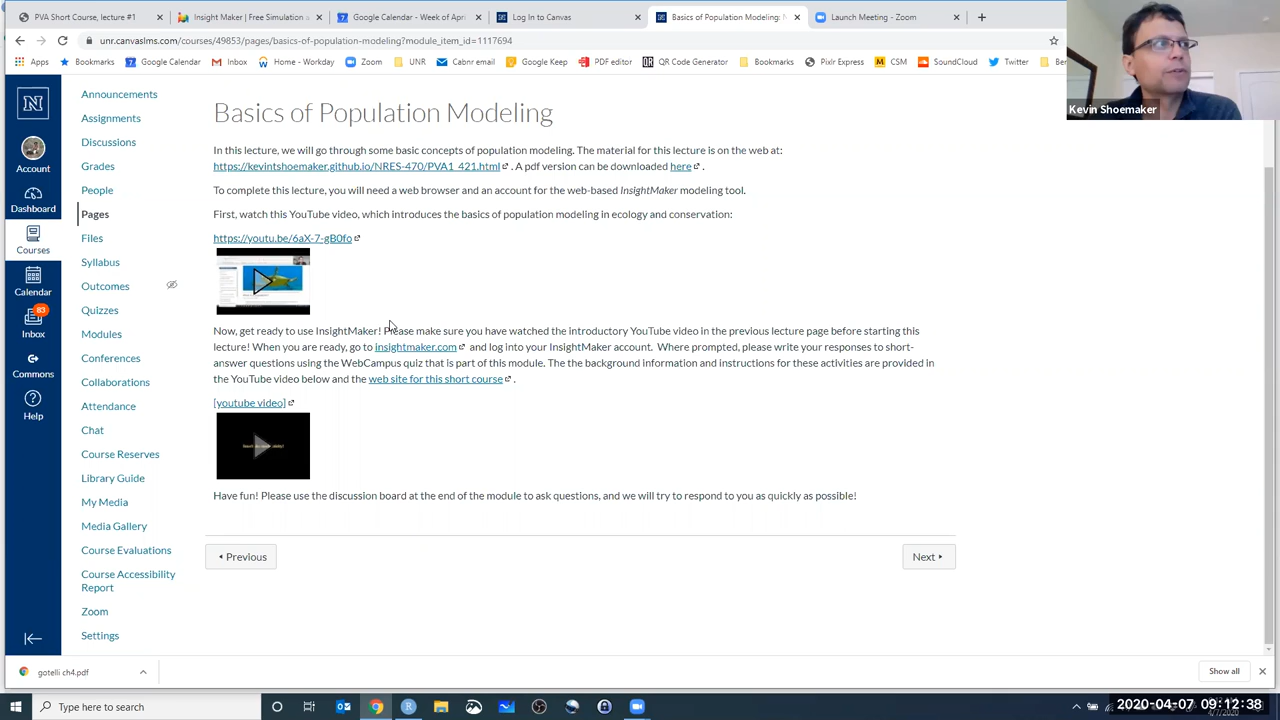 PVA Short Course, lecture #1
Insight Maker | Free Simulation a
Google Calendar - Week of Apri
Log In to Canvas
Basics of Population Modeling: N
Launch Meeting - Zoom
unr.canvaslms.com/courses/49853/pages/basics-of-population-modeling?module_item_id=1117694
Apps
Bookmarks
Google Calendar
Inbox
Home - Workday
Zoom
UNR
Cabnr email
Google Keep
PDF editor
QR Code Generator
Bookmarks
Pixlr Express
CSM
SoundCloud
Twitter
Ber
Kevin Shoemaker
N
Account
Dashboard
Courses
Calendar
83
Inbox
Commons
Help
Announcements
Assignments
Discussions
Grades
People
Pages
Files
Syllabus
Outcomes
Quizzes
Modules
Conferences
Collaborations
Attendance
Chat
Course Reserves
Library Guide
My Media
Media Gallery
Course Evaluations
Course Accessibility
Report
Zoom
Settings
Basics of Population Modeling
In this lecture, we will go through some basic concepts of population modeling. The material for this lecture is on the web at:
https://kevintshoemaker.github.io/NRES-470/PVA1_421.html . A pdf version can be downloaded here .
To complete this lecture, you will need a web browser and an account for the web-based InsightMaker modeling tool.
First, watch this YouTube video, which introduces the basics of population modeling in ecology and conservation:
https://youtu.be/6aX-7-gB0fo
Now, get ready to use InsightMaker! Please make sure you have watched the introductory YouTube video in the previous lecture page before starting this
lecture! When you are ready, go to insightmaker.com and log into your InsightMaker account. Where prompted, please write your responses to short-
answer questions using the WebCampus quiz that is part of this module. The the background information and instructions for these activities are provided in
the YouTube video below and the web site for this short course .
[youtube video]
Have fun! Please use the discussion board at the end of the module to ask questions, and we will try to respond to you as quickly as possible!
Previous
Next
gotelli ch4.pdf
Show all
Type here to search
2020-04-07 09:12:38